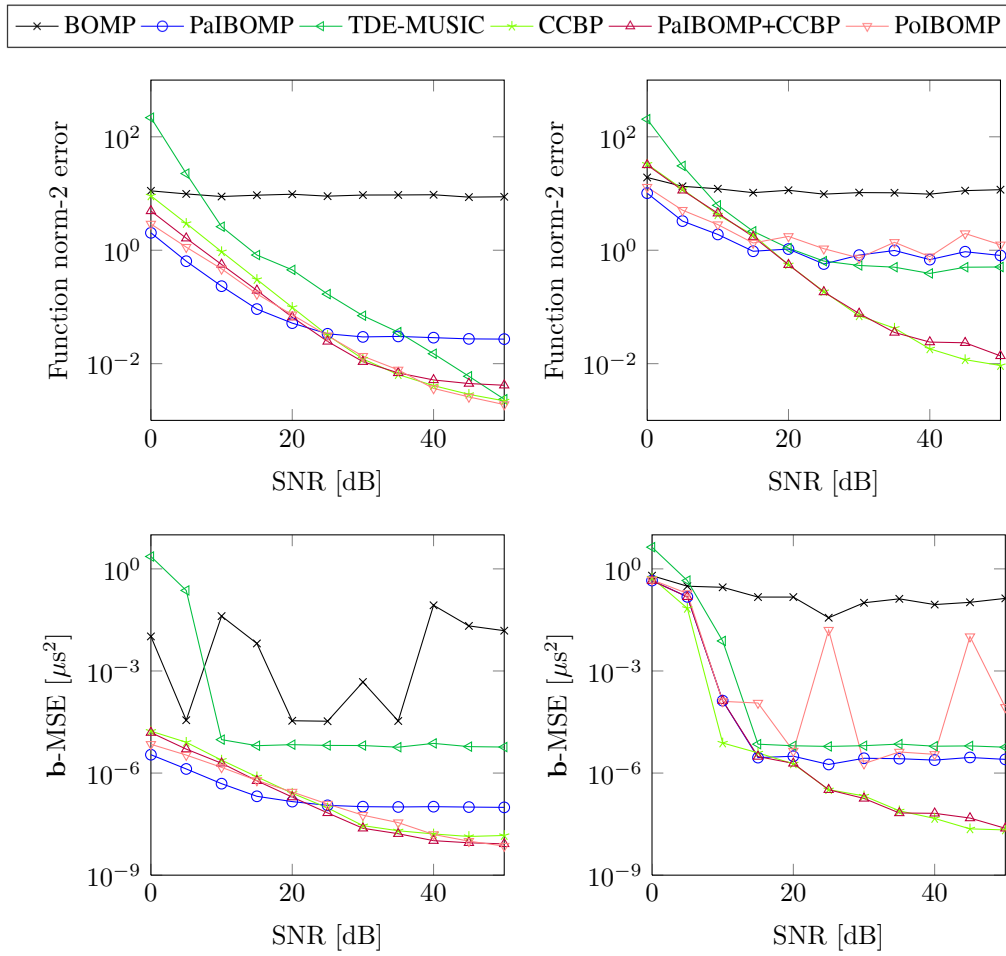 BOMP PaIBOMP TDE-MUSIC CCBP PaIBOMP+CCBP PoIBOMP
10^2
10^0
10^−2
0 20 40
SNR [dB]
Function norm-2 error
10^2
10^0
10^−2
0 20 40
SNR [dB]
Function norm-2 error
10^0
10^−3
10^−6
10^−9
0 20 40
SNR [dB]
b-MSE [μs^2]
10^0
10^−3
10^−6
10^−9
0 20 40
SNR [dB]
b-MSE [μs^2]